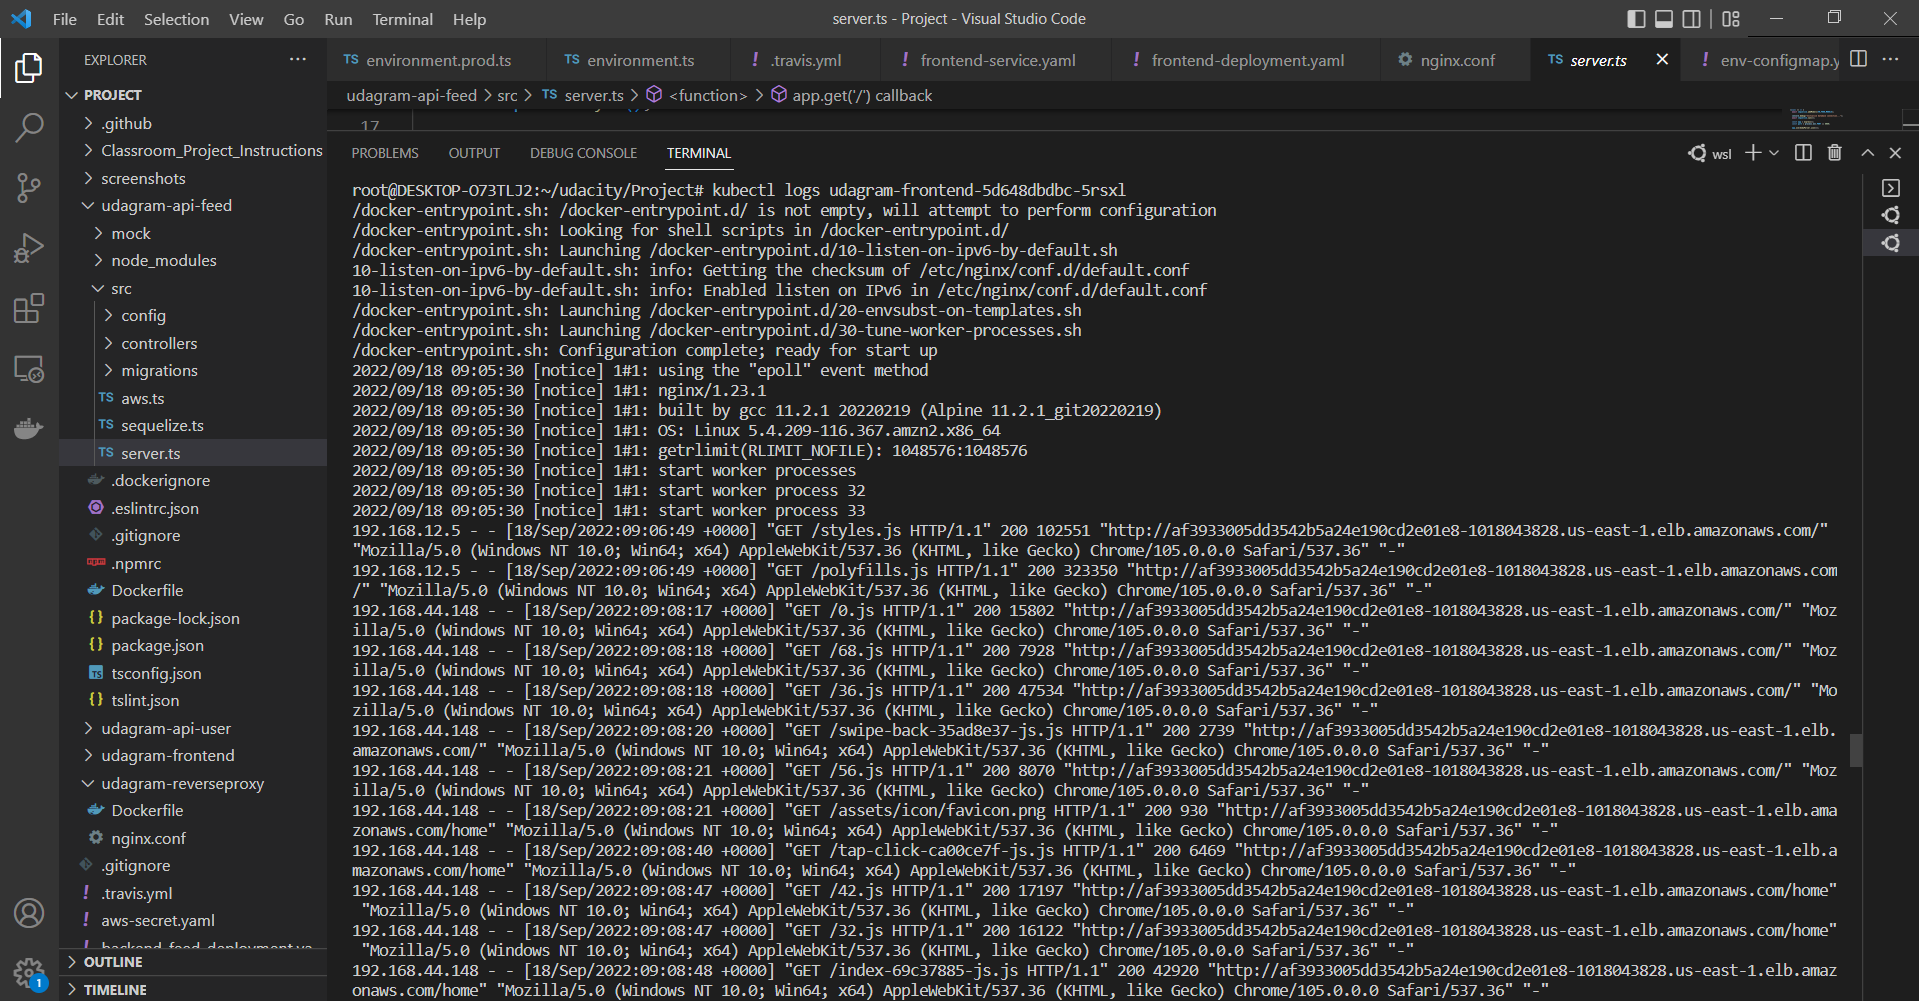 File Edit Selection View Go Run Terminal Help
server.ts - Project - Visual Studio Code
EXPLORER
TS environment.prod.ts
TS environment.ts
! .travis.yml
! frontend-service.yaml
! frontend-deployment.yaml
nginx.conf
TS server.ts
! env-configmap.y
udagram-api-feed > src > TS server.ts > <function> > app.get('/') callback
17
PROJECT
.github
Classroom_Project_Instructions
screenshots
udagram-api-feed
mock
node_modules
src
config
controllers
migrations
TS aws.ts
TS sequelize.ts
TS server.ts
.dockerignore
.eslintrc.json
.gitignore
.npmrc
Dockerfile
{} package-lock.json
{} package.json
TS tsconfig.json
{} tslint.json
udagram-api-user
udagram-frontend
udagram-reverseproxy
Dockerfile
nginx.conf
.gitignore
! .travis.yml
! aws-secret.yaml
! backend_feed_deployment.ya
OUTLINE
TIMELINE
1
PROBLEMS OUTPUT DEBUG CONSOLE TERMINAL
wsl
root@DESKTOP-O73TLJ2:~/udacity/Project# kubectl logs udagram-frontend-5d648dbdbc-5rsxl
/docker-entrypoint.sh: /docker-entrypoint.d/ is not empty, will attempt to perform configuration
/docker-entrypoint.sh: Looking for shell scripts in /docker-entrypoint.d/
/docker-entrypoint.sh: Launching /docker-entrypoint.d/10-listen-on-ipv6-by-default.sh
10-listen-on-ipv6-by-default.sh: info: Getting the checksum of /etc/nginx/conf.d/default.conf
10-listen-on-ipv6-by-default.sh: info: Enabled listen on IPv6 in /etc/nginx/conf.d/default.conf
/docker-entrypoint.sh: Launching /docker-entrypoint.d/20-envsubst-on-templates.sh
/docker-entrypoint.sh: Launching /docker-entrypoint.d/30-tune-worker-processes.sh
/docker-entrypoint.sh: Configuration complete; ready for start up
2022/09/18 09:05:30 [notice] 1#1: using the "epoll" event method
2022/09/18 09:05:30 [notice] 1#1: nginx/1.23.1
2022/09/18 09:05:30 [notice] 1#1: built by gcc 11.2.1 20220219 (Alpine 11.2.1_git20220219)
2022/09/18 09:05:30 [notice] 1#1: OS: Linux 5.4.209-116.367.amzn2.x86_64
2022/09/18 09:05:30 [notice] 1#1: getrlimit(RLIMIT_NOFILE): 1048576:1048576
2022/09/18 09:05:30 [notice] 1#1: start worker processes
2022/09/18 09:05:30 [notice] 1#1: start worker process 32
2022/09/18 09:05:30 [notice] 1#1: start worker process 33
192.168.12.5 - - [18/Sep/2022:09:06:49 +0000] "GET /styles.js HTTP/1.1" 200 102551 "http://af3933005dd3542b5a24e190cd2e01e8-1018043828.us-east-1.elb.amazonaws.com/"
"Mozilla/5.0 (Windows NT 10.0; Win64; x64) AppleWebKit/537.36 (KHTML, like Gecko) Chrome/105.0.0.0 Safari/537.36" "-"
192.168.12.5 - - [18/Sep/2022:09:06:49 +0000] "GET /polyfills.js HTTP/1.1" 200 323350 "http://af3933005dd3542b5a24e190cd2e01e8-1018043828.us-east-1.elb.amazonaws.com
/" "Mozilla/5.0 (Windows NT 10.0; Win64; x64) AppleWebKit/537.36 (KHTML, like Gecko) Chrome/105.0.0.0 Safari/537.36" "-"
192.168.44.148 - - [18/Sep/2022:09:08:17 +0000] "GET /0.js HTTP/1.1" 200 15802 "http://af3933005dd3542b5a24e190cd2e01e8-1018043828.us-east-1.elb.amazonaws.com/" "Moz
illa/5.0 (Windows NT 10.0; Win64; x64) AppleWebKit/537.36 (KHTML, like Gecko) Chrome/105.0.0.0 Safari/537.36" "-"
192.168.44.148 - - [18/Sep/2022:09:08:18 +0000] "GET /68.js HTTP/1.1" 200 7928 "http://af3933005dd3542b5a24e190cd2e01e8-1018043828.us-east-1.elb.amazonaws.com/" "Moz
illa/5.0 (Windows NT 10.0; Win64; x64) AppleWebKit/537.36 (KHTML, like Gecko) Chrome/105.0.0.0 Safari/537.36" "-"
192.168.44.148 - - [18/Sep/2022:09:08:18 +0000] "GET /36.js HTTP/1.1" 200 47534 "http://af3933005dd3542b5a24e190cd2e01e8-1018043828.us-east-1.elb.amazonaws.com/" "Mo
zilla/5.0 (Windows NT 10.0; Win64; x64) AppleWebKit/537.36 (KHTML, like Gecko) Chrome/105.0.0.0 Safari/537.36" "-"
192.168.44.148 - - [18/Sep/2022:09:08:20 +0000] "GET /swipe-back-35ad8e37-js.js HTTP/1.1" 200 2739 "http://af3933005dd3542b5a24e190cd2e01e8-1018043828.us-east-1.elb.
amazonaws.com/" "Mozilla/5.0 (Windows NT 10.0; Win64; x64) AppleWebKit/537.36 (KHTML, like Gecko) Chrome/105.0.0.0 Safari/537.36" "-"
192.168.44.148 - - [18/Sep/2022:09:08:21 +0000] "GET /56.js HTTP/1.1" 200 8070 "http://af3933005dd3542b5a24e190cd2e01e8-1018043828.us-east-1.elb.amazonaws.com/" "Moz
illa/5.0 (Windows NT 10.0; Win64; x64) AppleWebKit/537.36 (KHTML, like Gecko) Chrome/105.0.0.0 Safari/537.36" "-"
192.168.44.148 - - [18/Sep/2022:09:08:21 +0000] "GET /assets/icon/favicon.png HTTP/1.1" 200 930 "http://af3933005dd3542b5a24e190cd2e01e8-1018043828.us-east-1.elb.ama
zonaws.com/home" "Mozilla/5.0 (Windows NT 10.0; Win64; x64) AppleWebKit/537.36 (KHTML, like Gecko) Chrome/105.0.0.0 Safari/537.36" "-"
192.168.44.148 - - [18/Sep/2022:09:08:40 +0000] "GET /tap-click-ca00ce7f-js.js HTTP/1.1" 200 6469 "http://af3933005dd3542b5a24e190cd2e01e8-1018043828.us-east-1.elb.a
mazonaws.com/home" "Mozilla/5.0 (Windows NT 10.0; Win64; x64) AppleWebKit/537.36 (KHTML, like Gecko) Chrome/105.0.0.0 Safari/537.36" "-"
192.168.44.148 - - [18/Sep/2022:09:08:47 +0000] "GET /42.js HTTP/1.1" 200 17197 "http://af3933005dd3542b5a24e190cd2e01e8-1018043828.us-east-1.elb.amazonaws.com/home"
"Mozilla/5.0 (Windows NT 10.0; Win64; x64) AppleWebKit/537.36 (KHTML, like Gecko) Chrome/105.0.0.0 Safari/537.36" "-"
192.168.44.148 - - [18/Sep/2022:09:08:47 +0000] "GET /32.js HTTP/1.1" 200 16122 "http://af3933005dd3542b5a24e190cd2e01e8-1018043828.us-east-1.elb.amazonaws.com/home"
"Mozilla/5.0 (Windows NT 10.0; Win64; x64) AppleWebKit/537.36 (KHTML, like Gecko) Chrome/105.0.0.0 Safari/537.36" "-"
192.168.44.148 - - [18/Sep/2022:09:08:48 +0000] "GET /index-69c37885-js.js HTTP/1.1" 200 42920 "http://af3933005dd3542b5a24e190cd2e01e8-1018043828.us-east-1.elb.amaz
onaws.com/home" "Mozilla/5.0 (Windows NT 10.0; Win64; x64) AppleWebKit/537.36 (KHTML, like Gecko) Chrome/105.0.0.0 Safari/537.36" "-"